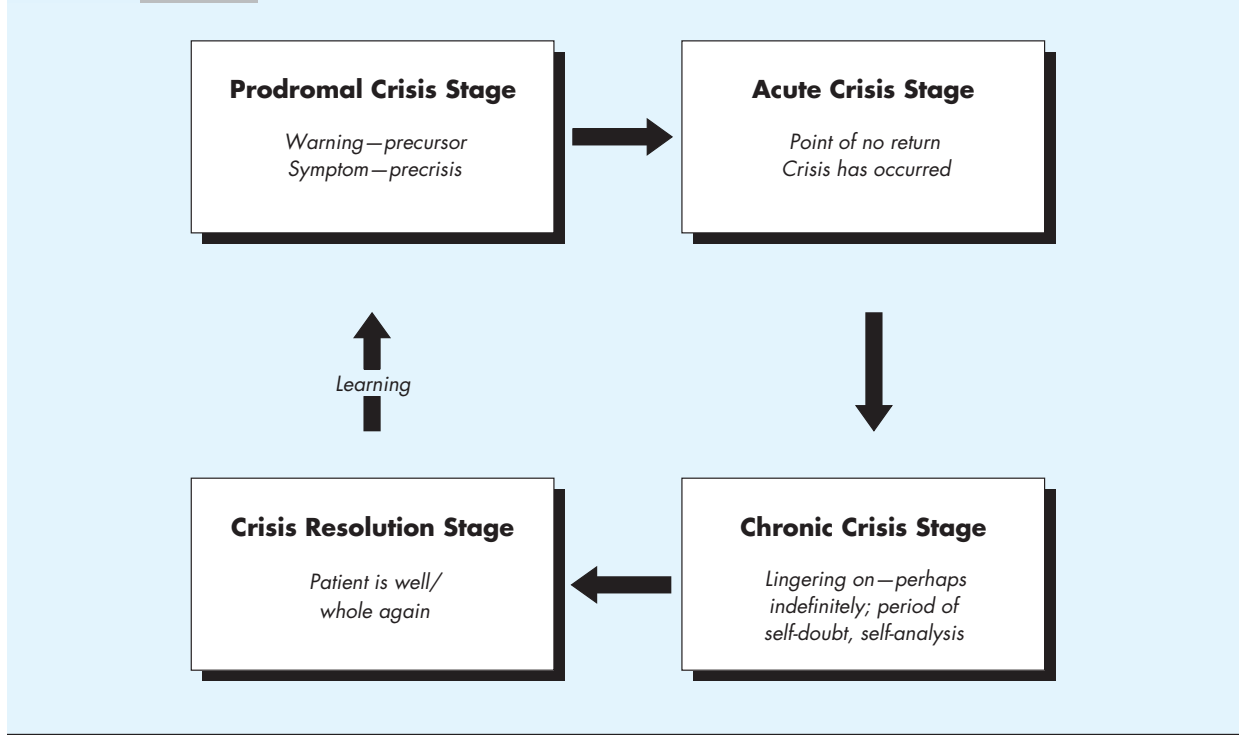 Prodromal Crisis Stage
Warning—precursor
Symptom—precrisis
Acute Crisis Stage
Point of no return
Crisis has occurred
Learning
Crisis Resolution Stage
Patient is well/
whole again
Chronic Crisis Stage
Lingering on—perhaps
indefinitely; period of
self-doubt, self-analysis